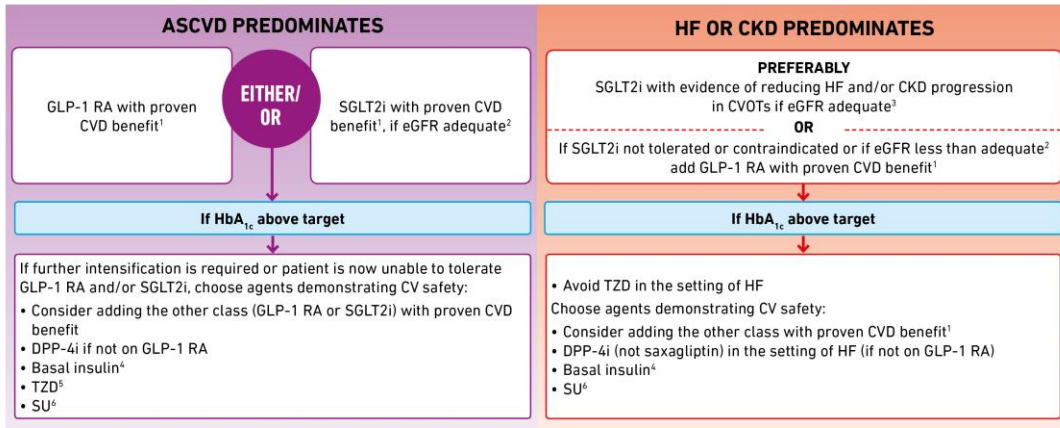 ASCVD PREDOMINATES
GLP-1 RA with proven
CVD benefit¹
EITHER/
OR
SGLT2i with proven CVD
benefit¹, if eGFR adequate²
If HbA₁c above target
If further intensification is required or patient is now unable to tolerate
GLP-1 RA and/or SGLT2i, choose agents demonstrating CV safety:
• Consider adding the other class (GLP-1 RA or SGLT2i) with proven CVD
benefit
• DPP-4i if not on GLP-1 RA
• Basal insulin⁴
• TZD⁵
• SU⁶
HF OR CKD PREDOMINATES
PREFERABLY
SGLT2i with evidence of reducing HF and/or CKD progression
in CVOTs if eGFR adequate³
OR
If SGLT2i not tolerated or contraindicated or if eGFR less than adequate²
add GLP-1 RA with proven CVD benefit¹
If HbA₁c above target
• Avoid TZD in the setting of HF
Choose agents demonstrating CV safety:
• Consider adding the other class with proven CVD benefit¹
• DPP-4i (not saxagliptin) in the setting of HF (if not on GLP-1 RA)
• Basal insulin⁴
• SU⁶